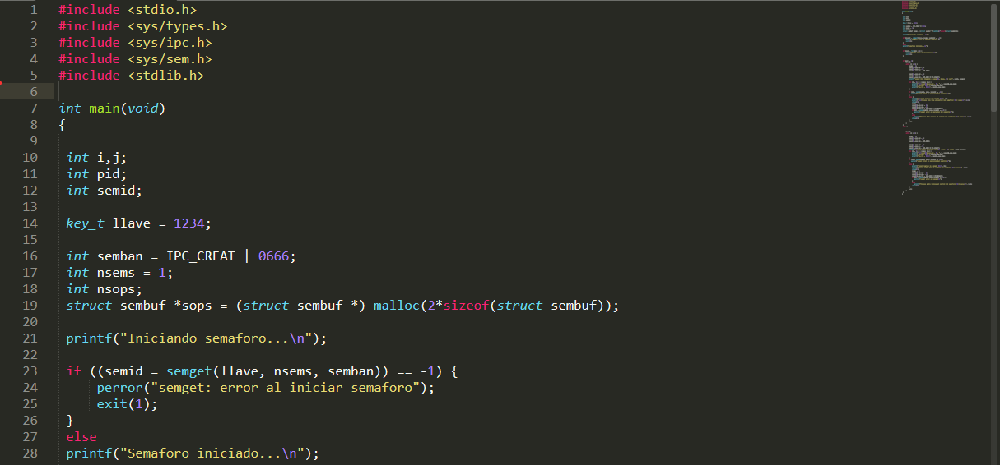 1 #include <stdio.h>
2 #include <sys/types.h>
3 #include <sys/ipc.h>
4 #include <sys/sem.h>
5 #include <stdlib.h>
6
7 int main(void)
8 {
9
10 int i,j;
11 int pid;
12 int semid;
13
14 key_t llave = 1234;
15
16 int semban = IPC_CREAT | 0666;
17 int nsems = 1;
18 int nsops;
19 struct sembuf *sops = (struct sembuf *) malloc(2*sizeof(struct sembuf));
20
21 printf("Iniciando semaforo...\n");
22
23 if ((semid = semget(llave, nsems, semban)) == -1) {
24 perror("semget: error al iniciar semaforo");
25 exit(1);
26 }
27 else
28 printf("Semaforo iniciado...\n");